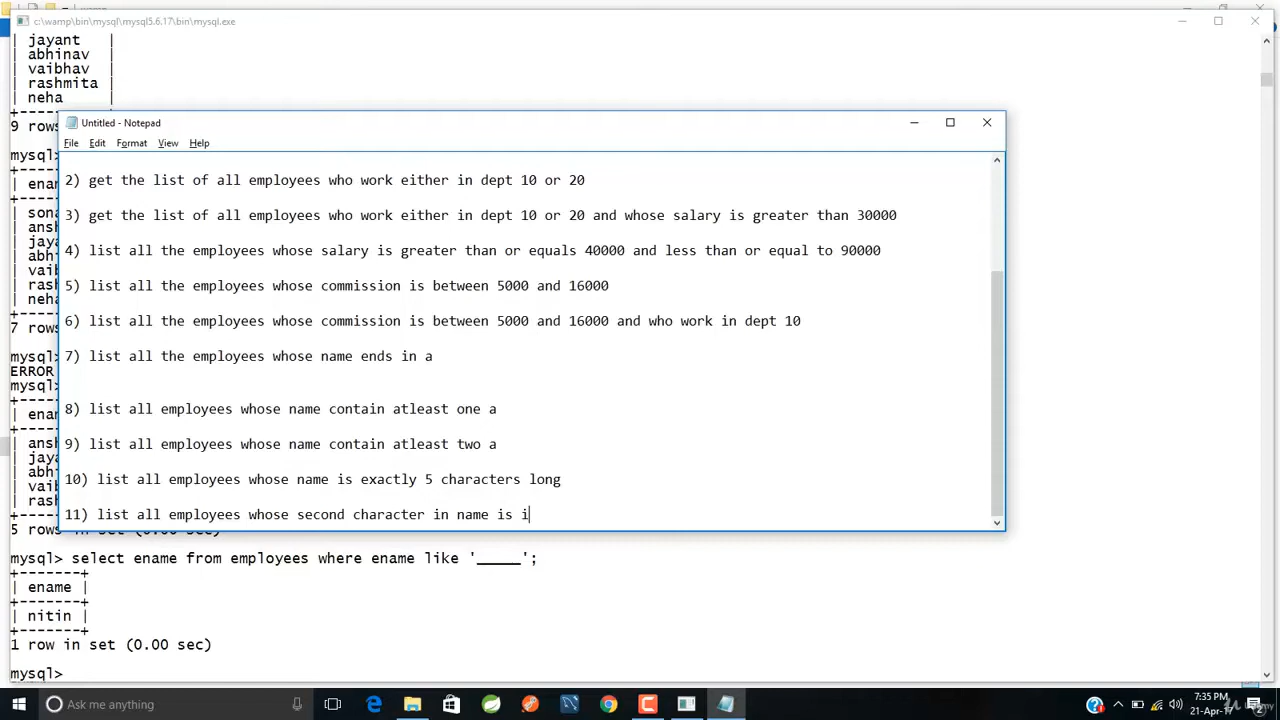 c:\wamp\bin\mysql\mysql5.6.17\bin\mysql.exe
| jayant |
| abhinav |
| vaibhav |
| rashmita |
| neha |
9 rows
Untitled - Notepad
File Edit Format View Help
mysql>
2) get the list of all employees who work either in dept 10 or 20
3) get the list of all employees who work either in dept 10 or 20 and whose salary is greater than 30000
4) list all the employees whose salary is greater than or equals 40000 and less than or equal to 90000
5) list all the employees whose commission is between 5000 and 16000
6) list all the employees whose commission is between 5000 and 16000 and who work in dept 10
7 rows
7) list all the employees whose name ends in a
mysql>
ERROR
mysql>
8) list all employees whose name contain atleast one a
9) list all employees whose name contain atleast two a
10) list all employees whose name is exactly 5 characters long
11) list all employees whose second character in name is i
5 rows in set (0.00 sec)
mysql> select ename from employees where ename like '_____';
+-------+
| ename |
+-------+
| nitin |
+-------+
1 row in set (0.00 sec)
mysql>
Ask me anything
7:35 PM